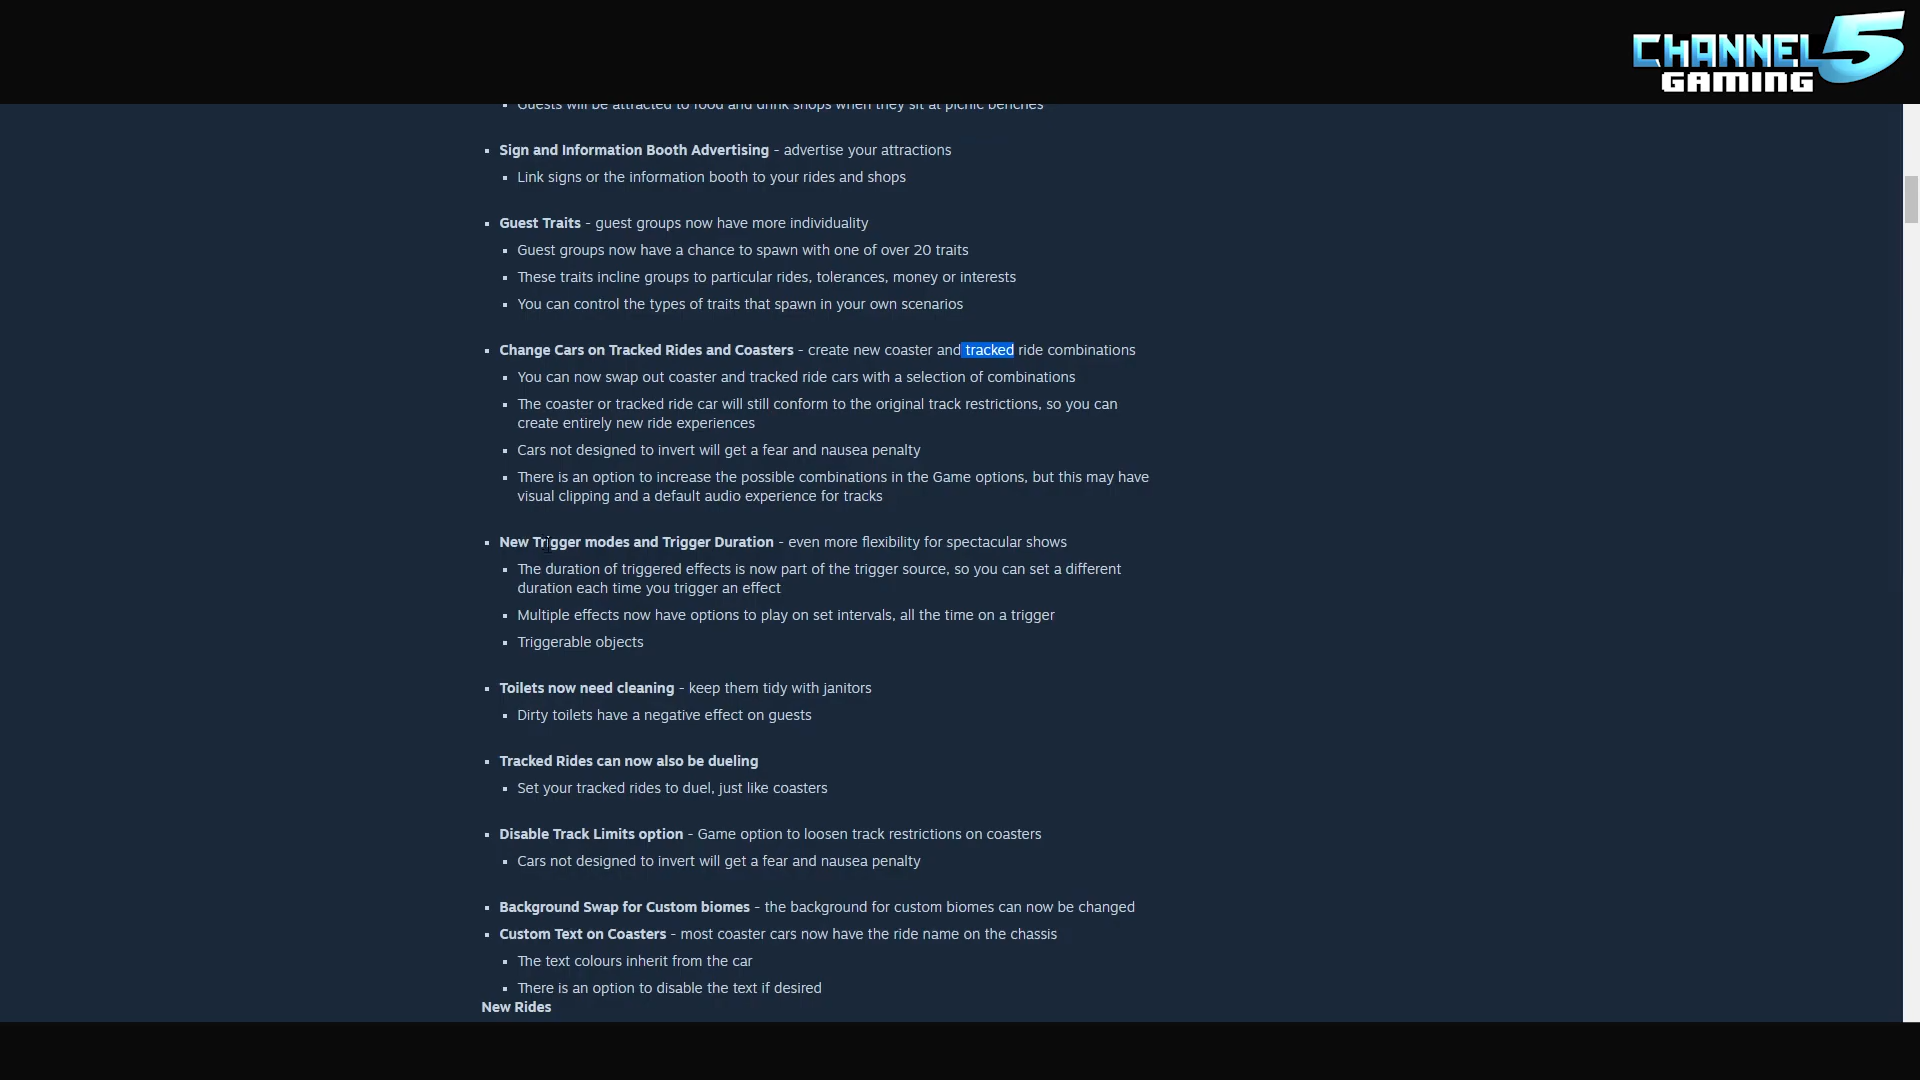 CHANNEL 5
GAMING
Guests will be attracted to food and drink shops when they sit at picnic benches
Sign and Information Booth Advertising - advertise your attractions
Link signs or the information booth to your rides and shops
Guest Traits - guest groups now have more individuality
Guest groups now have a chance to spawn with one of over 20 traits
These traits incline groups to particular rides, tolerances, money or interests
You can control the types of traits that spawn in your own scenarios
Change Cars on Tracked Rides and Coasters - create new coaster and tracked ride combinations
You can now swap out coaster and tracked ride cars with a selection of combinations
The coaster or tracked ride car will still conform to the original track restrictions, so you can
create entirely new ride experiences
Cars not designed to invert will get a fear and nausea penalty
There is an option to increase the possible combinations in the Game options, but this may have
visual clipping and a default audio experience for tracks
New Trigger modes and Trigger Duration - even more flexibility for spectacular shows
The duration of triggered effects is now part of the trigger source, so you can set a different
duration each time you trigger an effect
Multiple effects now have options to play on set intervals, all the time on a trigger
Triggerable objects
Toilets now need cleaning - keep them tidy with janitors
Dirty toilets have a negative effect on guests
Tracked Rides can now also be dueling
Set your tracked rides to duel, just like coasters
Disable Track Limits option - Game option to loosen track restrictions on coasters
Cars not designed to invert will get a fear and nausea penalty
Background Swap for Custom biomes - the background for custom biomes can now be changed
Custom Text on Coasters - most coaster cars now have the ride name on the chassis
The text colours inherit from the car
There is an option to disable the text if desired
New Rides